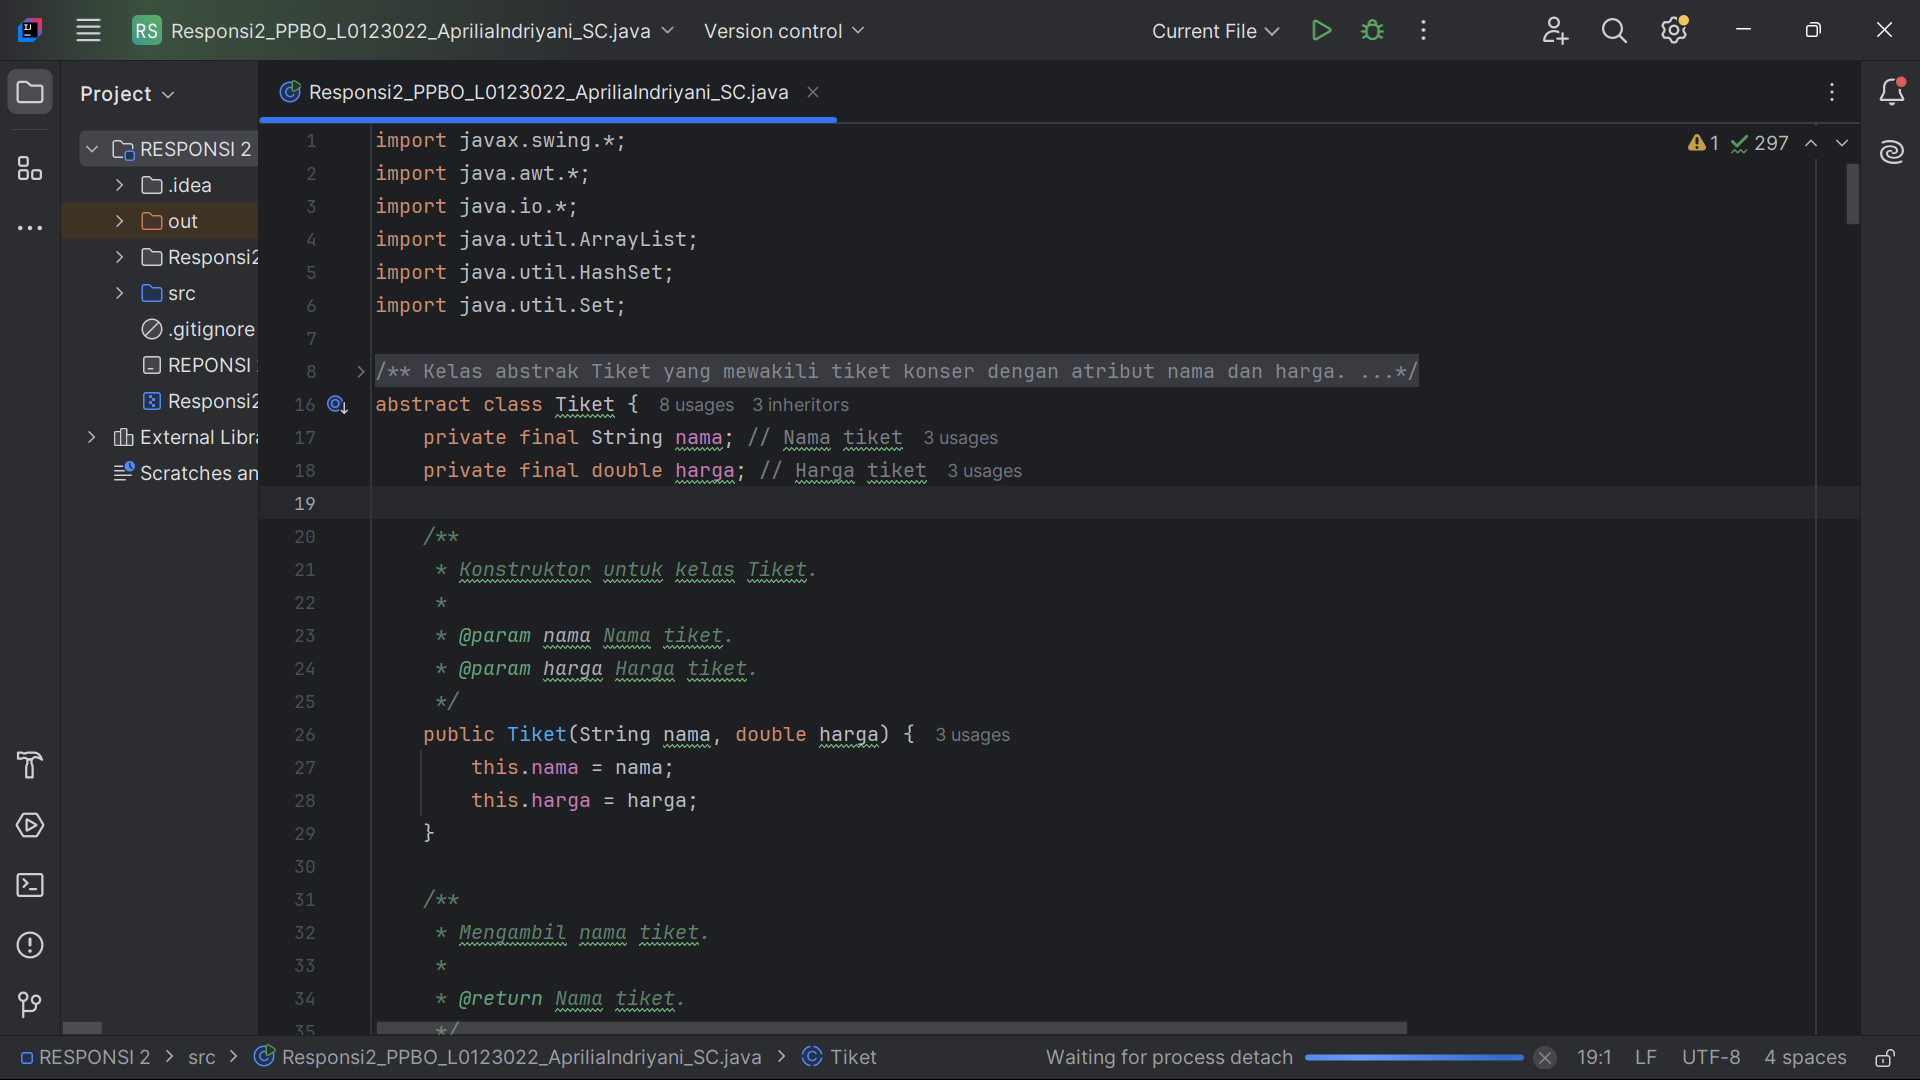 RS Responsi2_PPBO_L0123022_ApriliaIndriyani_SC.java Version control Current File
Project
RESPONSI 2
.idea
out
Responsi2
src
.gitignore
REPONSI
Responsi2
External Libra
Scratches an
Responsi2_PPBO_L0123022_ApriliaIndriyani_SC.java
1 297
1 import javax.swing.*;
2 import java.awt.*;
3 import java.io.*;
4 import java.util.ArrayList;
5 import java.util.HashSet;
6 import java.util.Set;
7
8 /** Kelas abstrak Tiket yang mewakili tiket konser dengan atribut nama dan harga. ...*/
16 abstract class Tiket { 8 usages 3 inheritors
17 private final String nama; // Nama tiket 3 usages
18 private final double harga; // Harga tiket 3 usages
19
20 /**
21 * Konstruktor untuk kelas Tiket.
22 *
23 * @param nama Nama tiket.
24 * @param harga Harga tiket.
25 */
26 public Tiket(String nama, double harga) { 3 usages
27 this.nama = nama;
28 this.harga = harga;
29 }
30
31 /**
32 * Mengambil nama tiket.
33 *
34 * @return Nama tiket.
35 */
RESPONSI 2 > src > Responsi2_PPBO_L0123022_ApriliaIndriyani_SC.java > Tiket Waiting for process detach 19:1 LF UTF-8 4 spaces